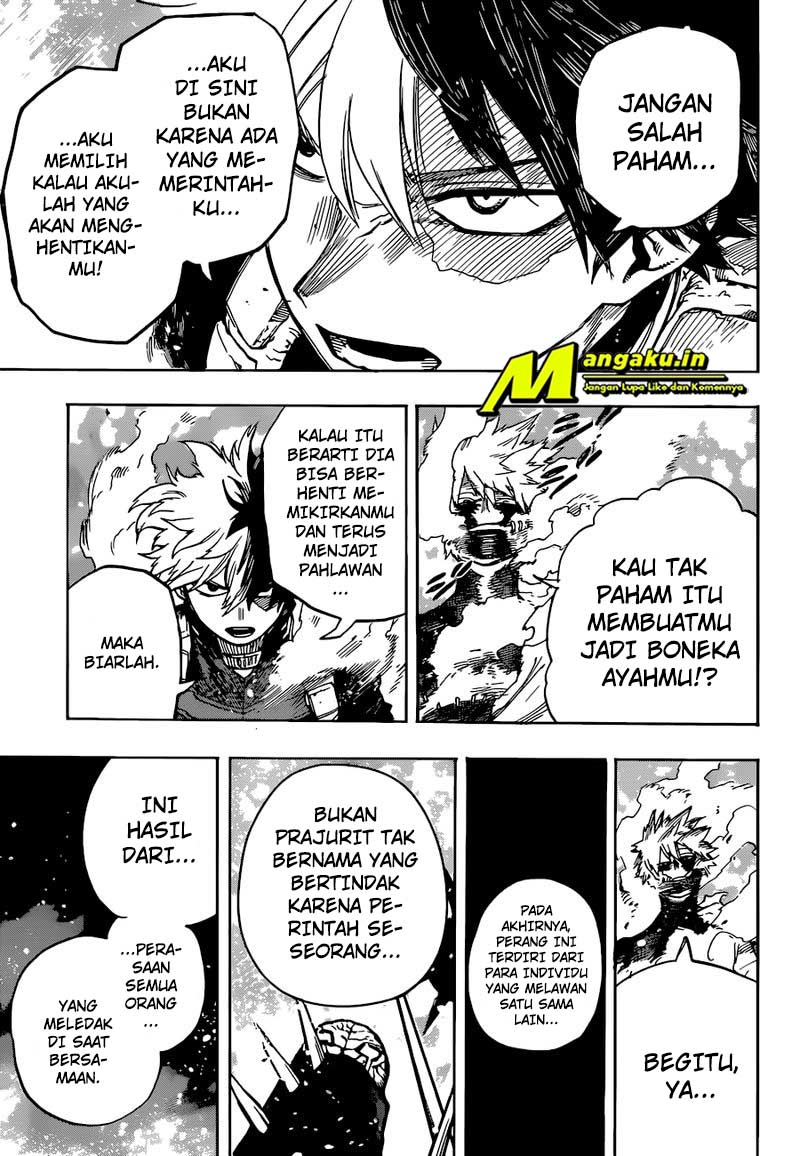 JANGAN
SALAH
PAHAM...
...AKU
DI SINI
BUKAN
KARENA ADA
YANG ME-
MERINTAH-
KU...
...AKU
MEMILIH
KALAU AKU-
LAH YANG
AKAN MENG-
HENTIKAN-
MU!
Mangaku.in
Jangan Lupa Like dan Komennya
KAU TAK
PAHAM ITU
MEMBUATMU
JADI BONEKA
AYAHMU!?
KALAU ITU
BERARTI DIA
BISA BER-
HENTI ME-
MIKIRKANMU
DAN TERUS
MENJADI
PAHLAWAN
...
MAKA
BIARLAH.
BEGITU,
YA...
PADA
AKHIRNYA,
PERANG INI
TERDIRI DARI
PARA INDIVIDU
YANG MELAWAN
SATU SAMA
LAIN...
BUKAN
PRAJURIT TAK
BERNAMA YANG
BERTINDAK
KARENA PE-
RINTAH SE-
SEORANG...
INI
HASIL
DARI...
...PERA-
SAAN
SEMUA
ORANG
...
YANG
MELEDAK
DI SAAT
BERSA-
MAAN.